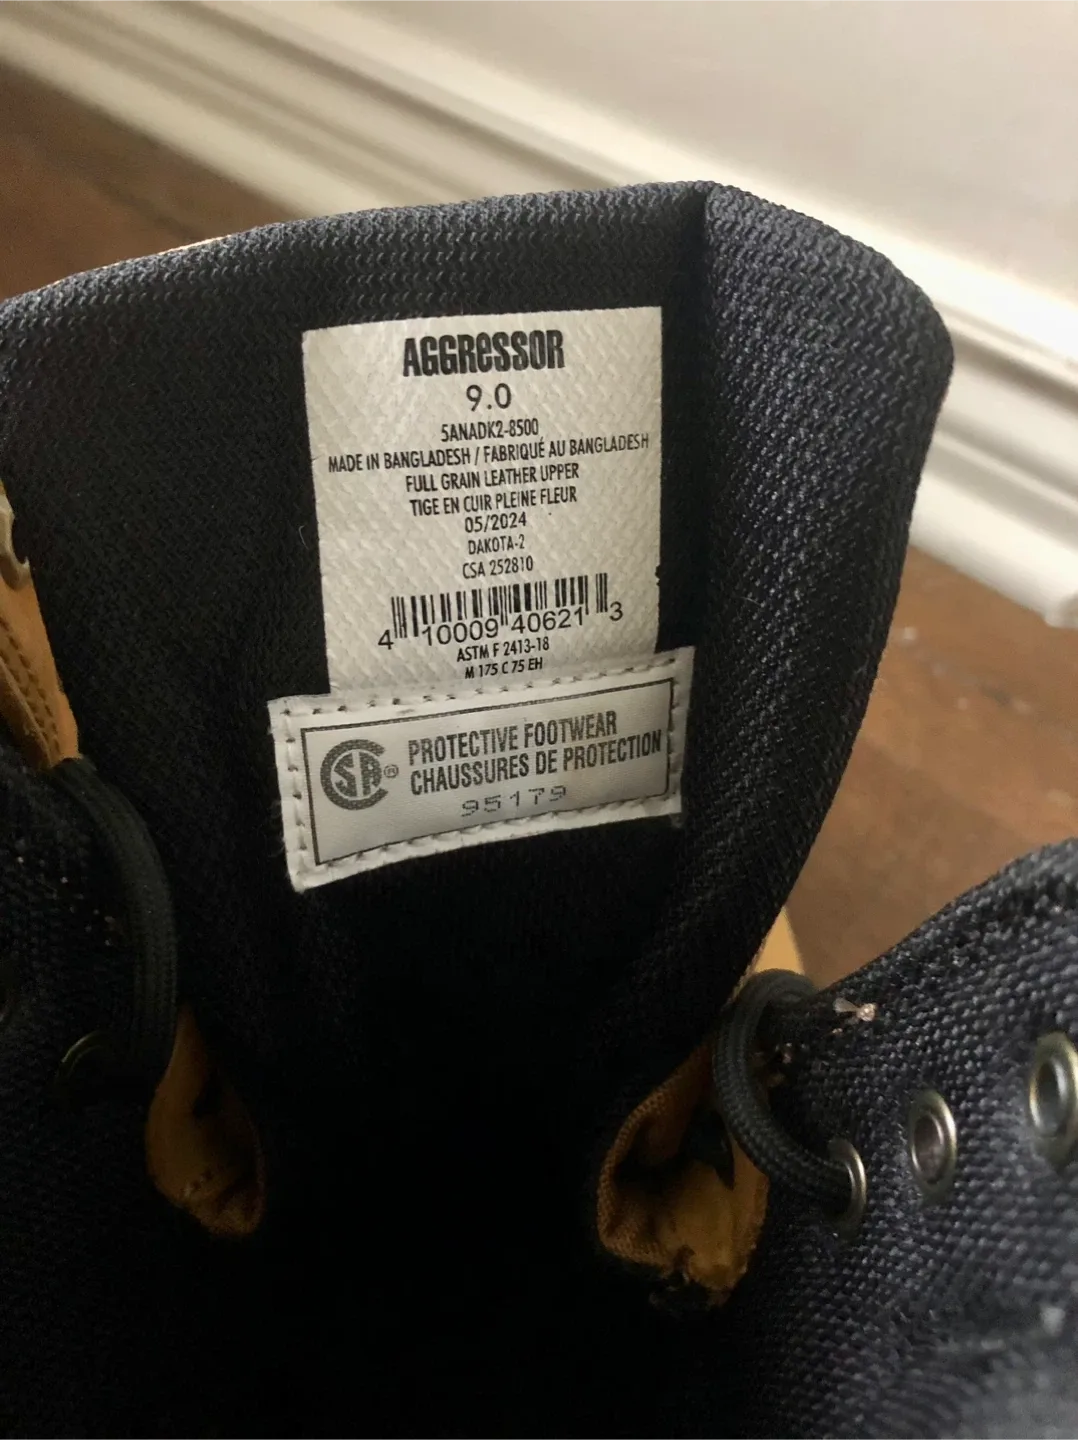 AGGRESSOR
9.0
5ANADK2-8500
MADE IN BANGLADESH / FABRIQUÉ AU BANGLADESH
FULL GRAIN LEATHER UPPER
TIGE EN CUIR PLEINE FLEUR
05/2024
DAKOTA-2
CSA 252810
4 10009 40621 3
ASTM F 2413-18
M 175 C 75 EH
CSA ® PROTECTIVE FOOTWEAR
CHAUSSURES DE PROTECTION
95179